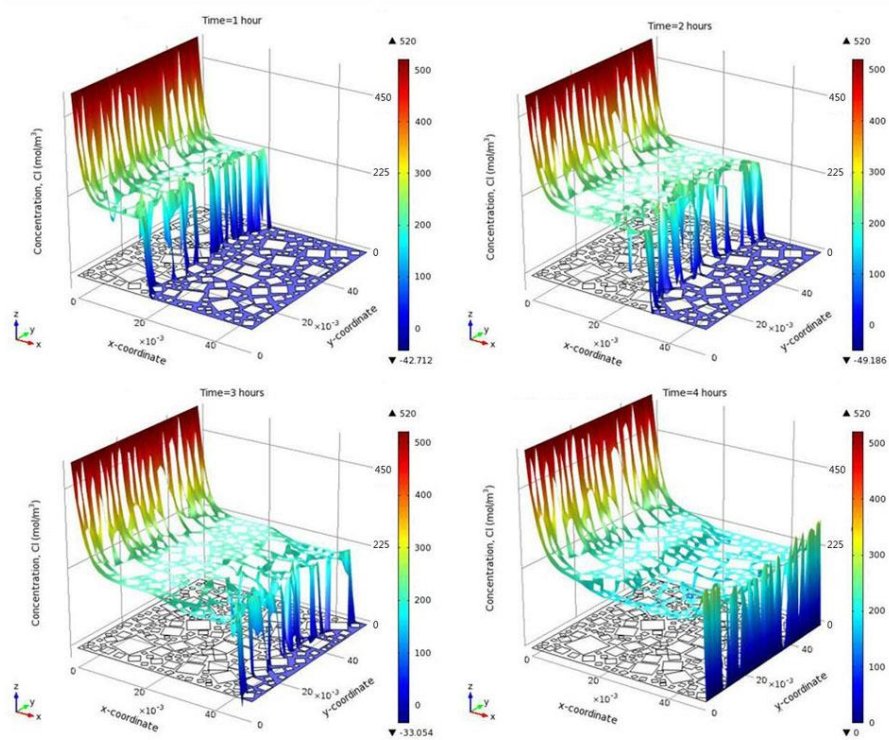 Time=1 hour
▲ 520
500
400
300
200
100
0
▼ -42.712
450
225
0
Concentration, Cl (mol/m³)
0
20
×10⁻³
40
x-coordinate
0
20
×10⁻³
40
y-coordinate
z
y
x
Time=2 hours
▲ 520
500
400
300
200
100
0
▼ -49.186
450
225
0
Concentration, Cl (mol/m³)
0
20
×10⁻³
40
x-coordinate
0
20
×10⁻³
40
y-coordinate
z
y
x
Time=3 hours
▲ 520
500
400
300
200
100
0
▼ -33.054
450
225
0
Concentration, Cl (mol/m³)
0
20
×10⁻³
40
x-coordinate
0
20
×10⁻³
40
y-coordinate
z
y
x
Time=4 hours
▲ 520
500
400
300
200
100
0
▼ 0
450
225
0
Concentration, Cl (mol/m³)
0
20
×10⁻³
40
x-coordinate
0
20
×10⁻³
40
y-coordinate
z
y
x